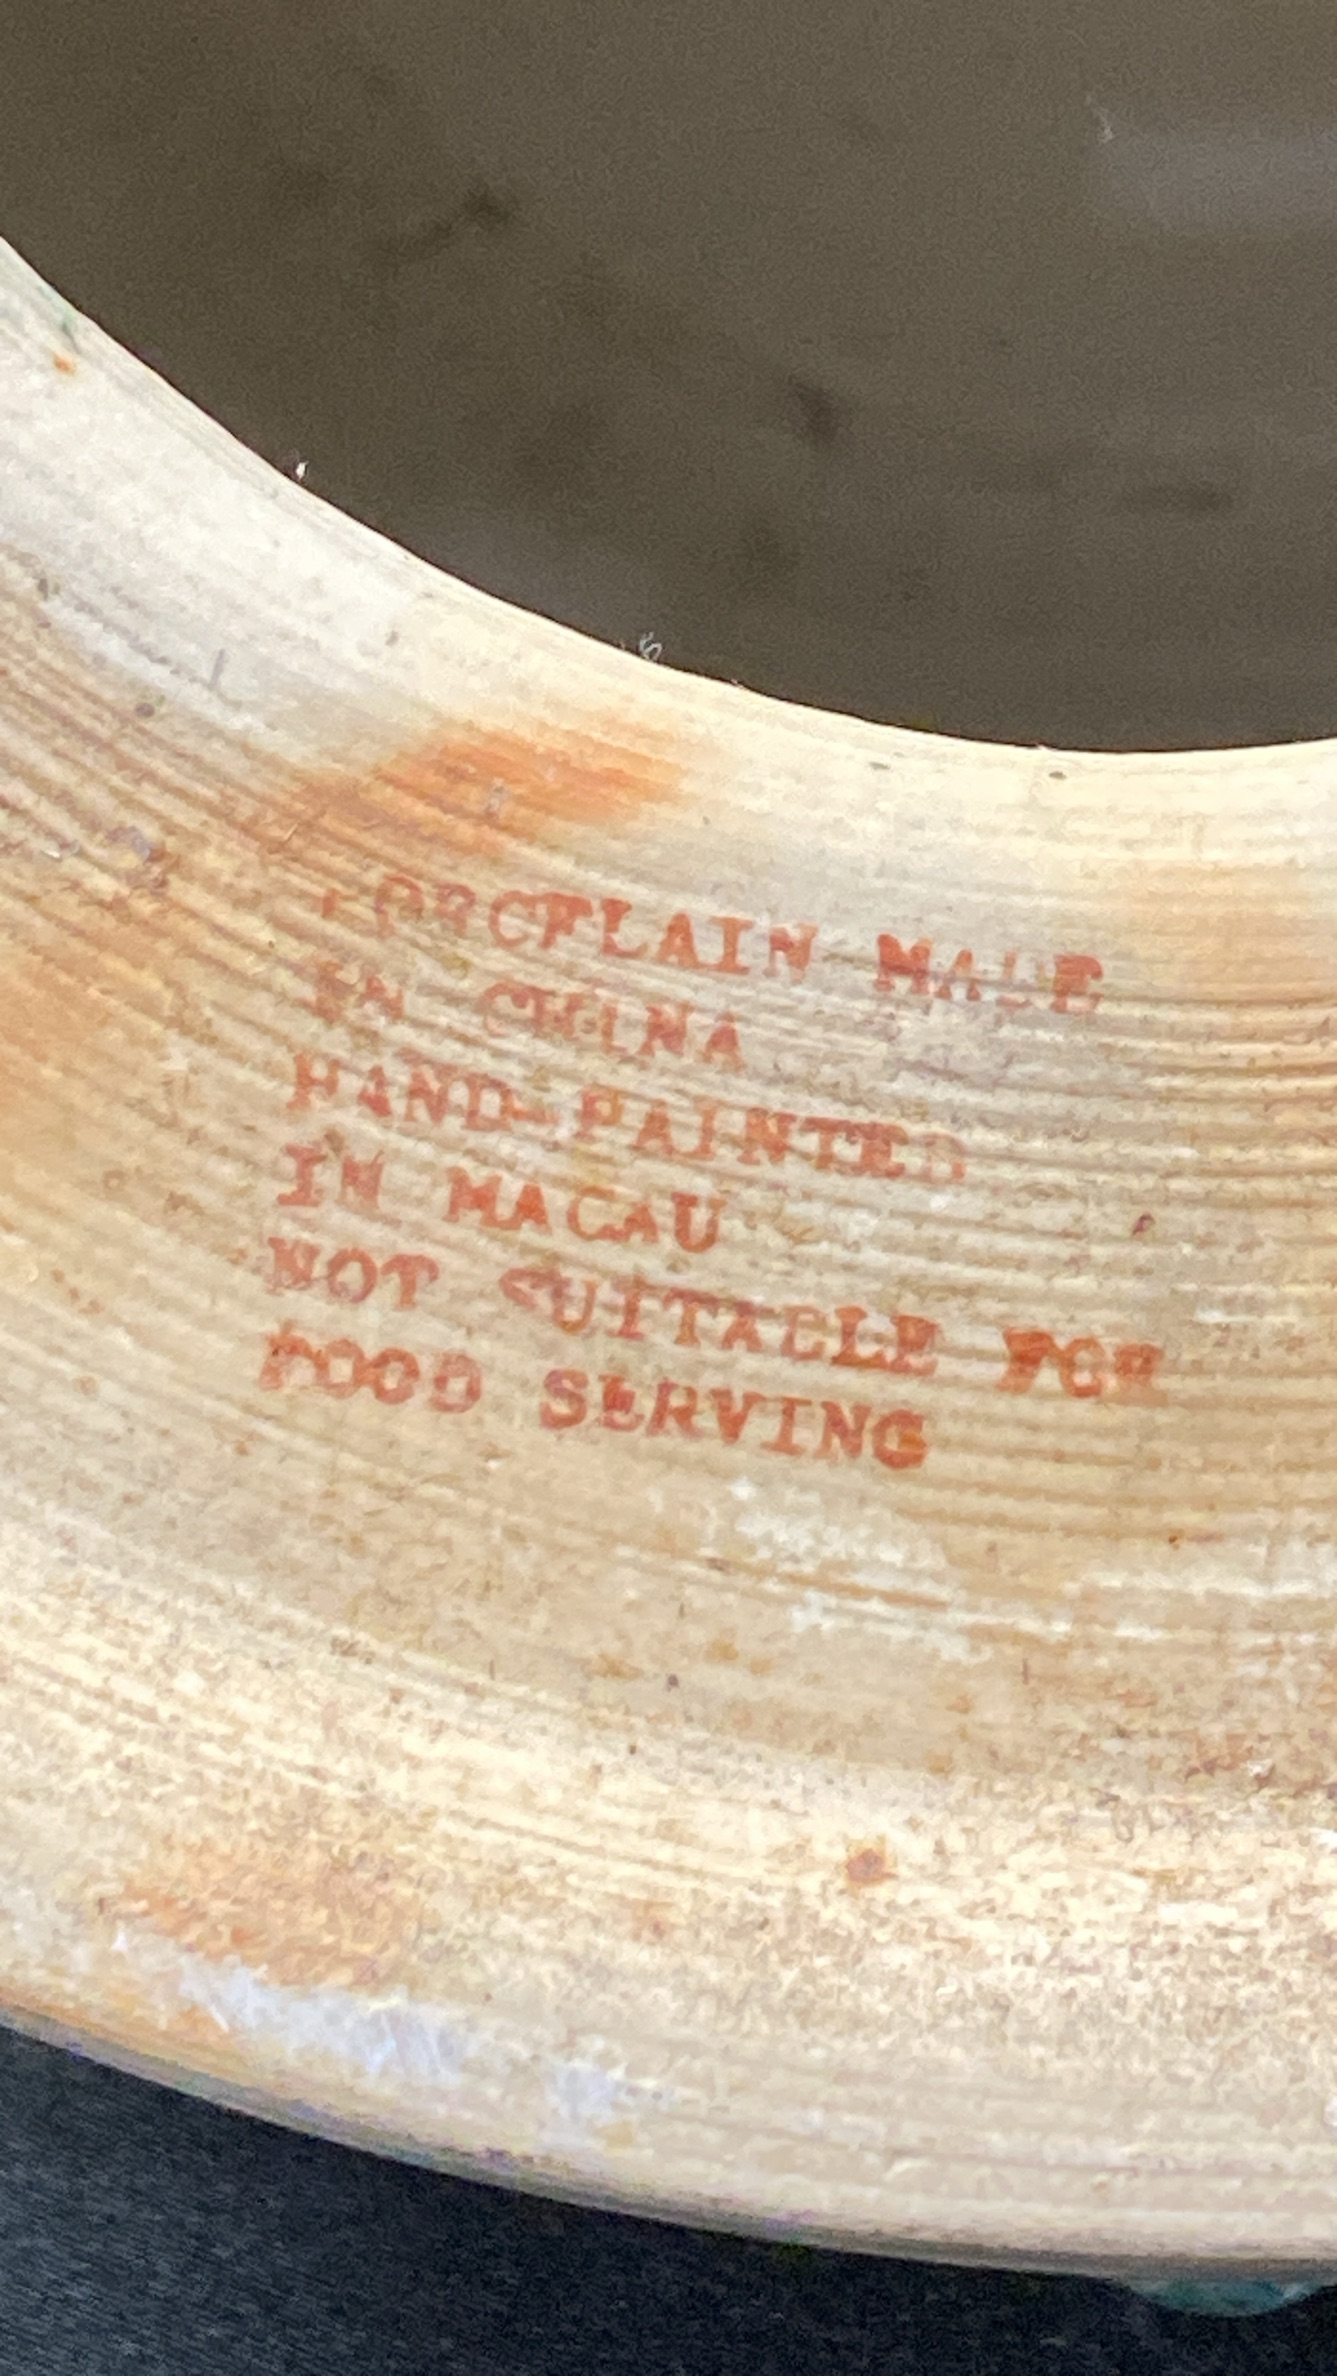 PORCELAIN MADE
IN CHINA
HAND-PAINTED
IN MACAU
NOT SUITABLE FOR
FOOD SERVING